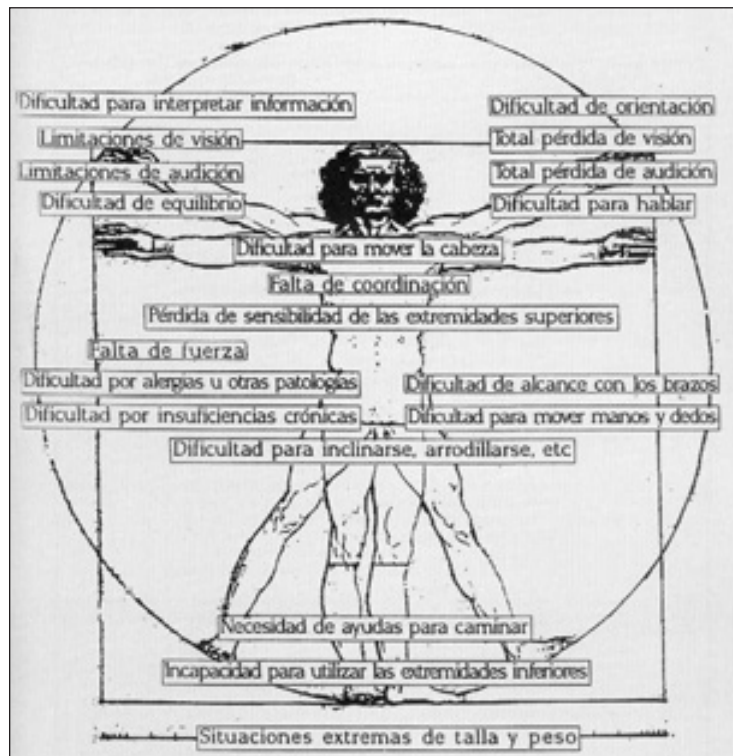 Dificultad para interpretar información
Dificultad de orientación
Limitaciones de visión
Total pérdida de visión
Limitaciones de audición
Total pérdida de audición
Dificultad de equilibrio
Dificultad para hablar
Dificultad para mover la cabeza
Falta de coordinación
Pérdida de sensibilidad de las extremidades superiores
Falta de fuerza
Dificultad por alergias u otras patologías
Dificultad de alcance con los brazos
Dificultad por insuficiencias crónicas
Dificultad para mover manos y dedos
Dificultad para inclinarse, arrodillarse, etc
Necesidad de ayudas para caminar
Incapacidad para utilizar las extremidades inferiores
Situaciones extremas de talla y peso